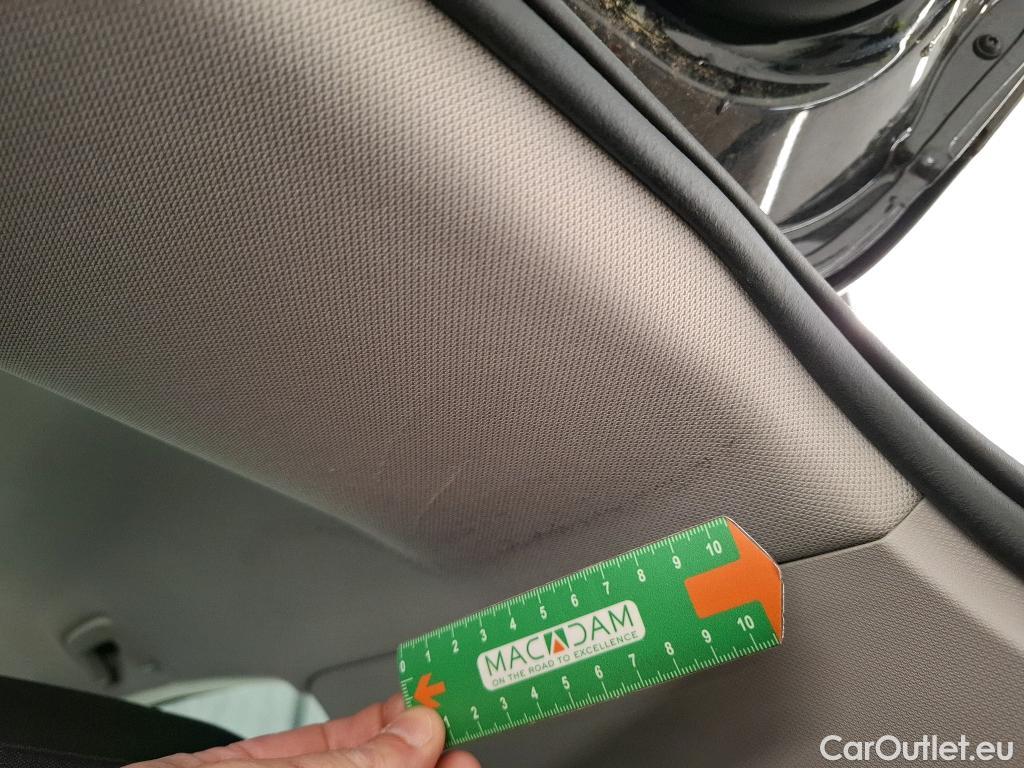 0 1 2 3 4 5 6 7 8 9 10
MACADAM
ON THE ROAD TO EXCELLENCE
1 2 3 4 5 6 7 8 9 10
CarOutlet.eu